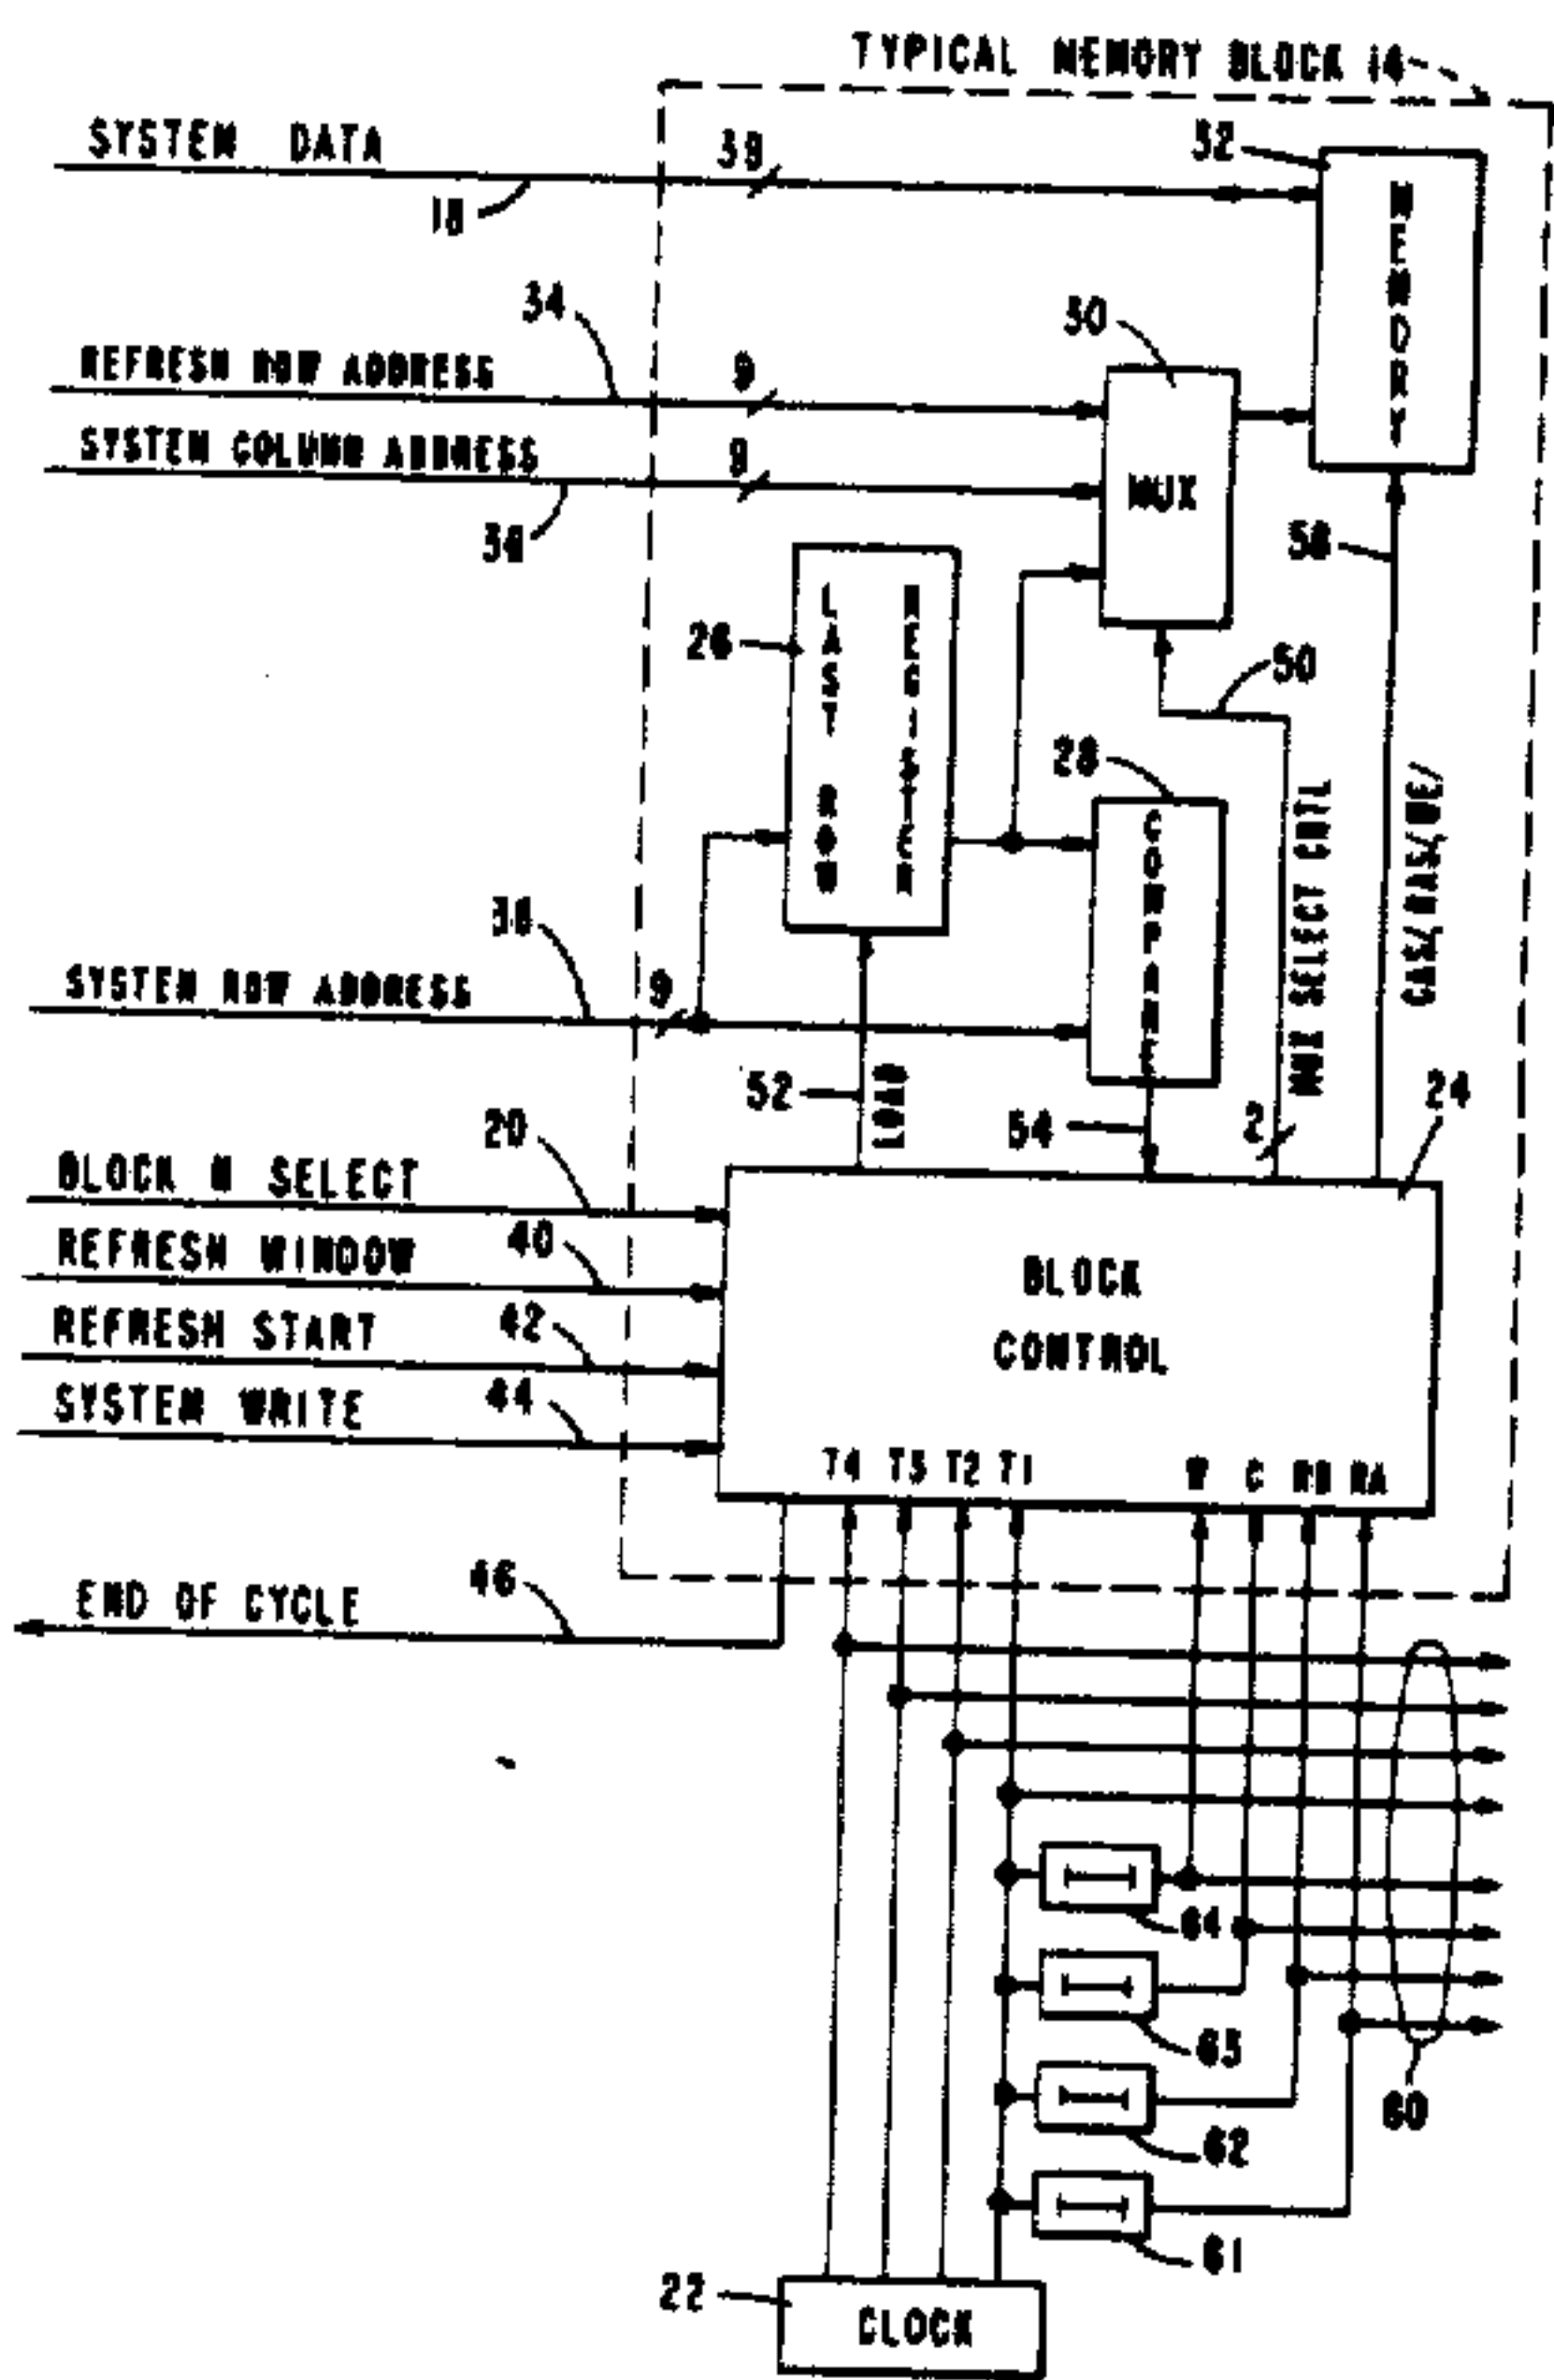 TYPICAL MEMORY BLOCK 14
SYSTEM DATA
39
18
32
MEMORY
34
30
REFRESH ROW ADDRESS
9
SYSTEM COLUMN ADDRESS
9
MUX
26
LAST ROW REGISTER
50
28
COMPARE
MUX SELECT CNTL
CAS/RAS/WE/
SYSTEM ROW ADDRESS
9
52
LOAD
54
2
24
20
BLOCK N SELECT
REFRESH WINDOW
40
BLOCK
CONTROL
REFRESH START
42
SYSTEM WRITE
44
T4 T3 T2 T1 W C RB RA
END OF CYCLE
46
64
63
62
60
61
22
CLOCK